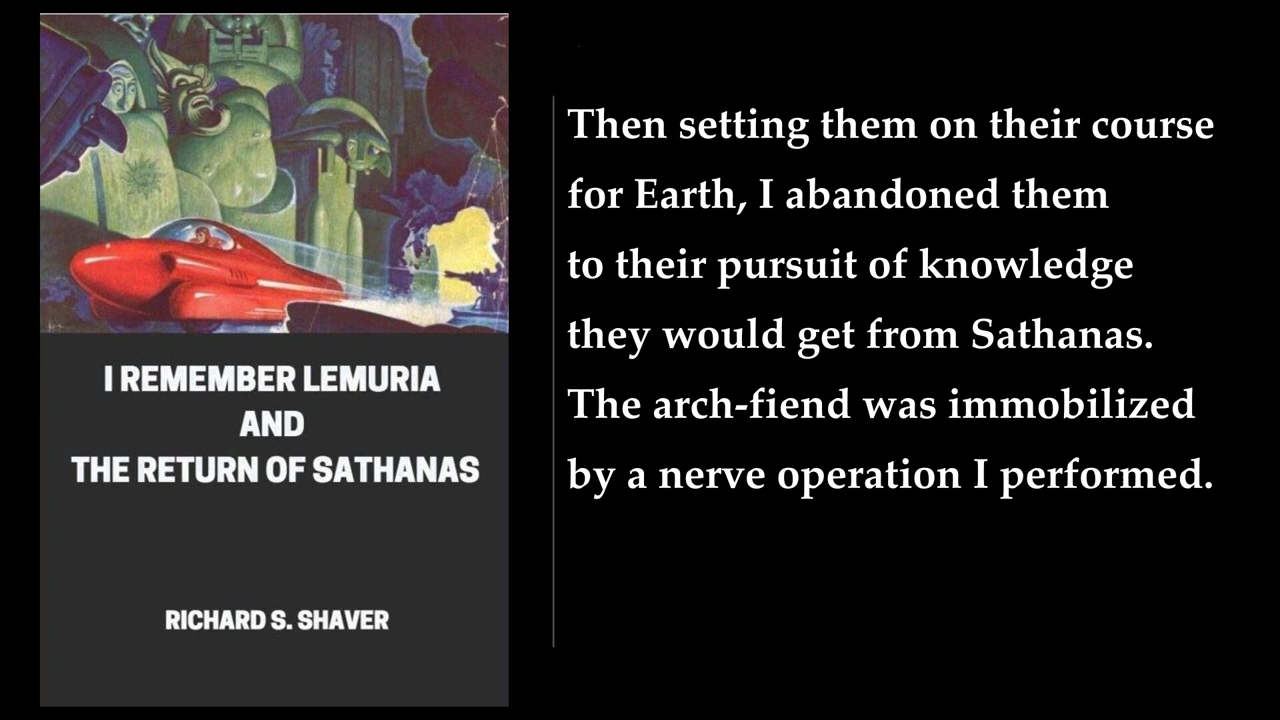 I REMEMBER LEMURIA
AND
THE RETURN OF SATHANAS
RICHARD S. SHAVER
Then setting them on their course
for Earth, I abandoned them
to their pursuit of knowledge
they would get from Sathanas.
The arch-fiend was immobilized
by a nerve operation I performed.